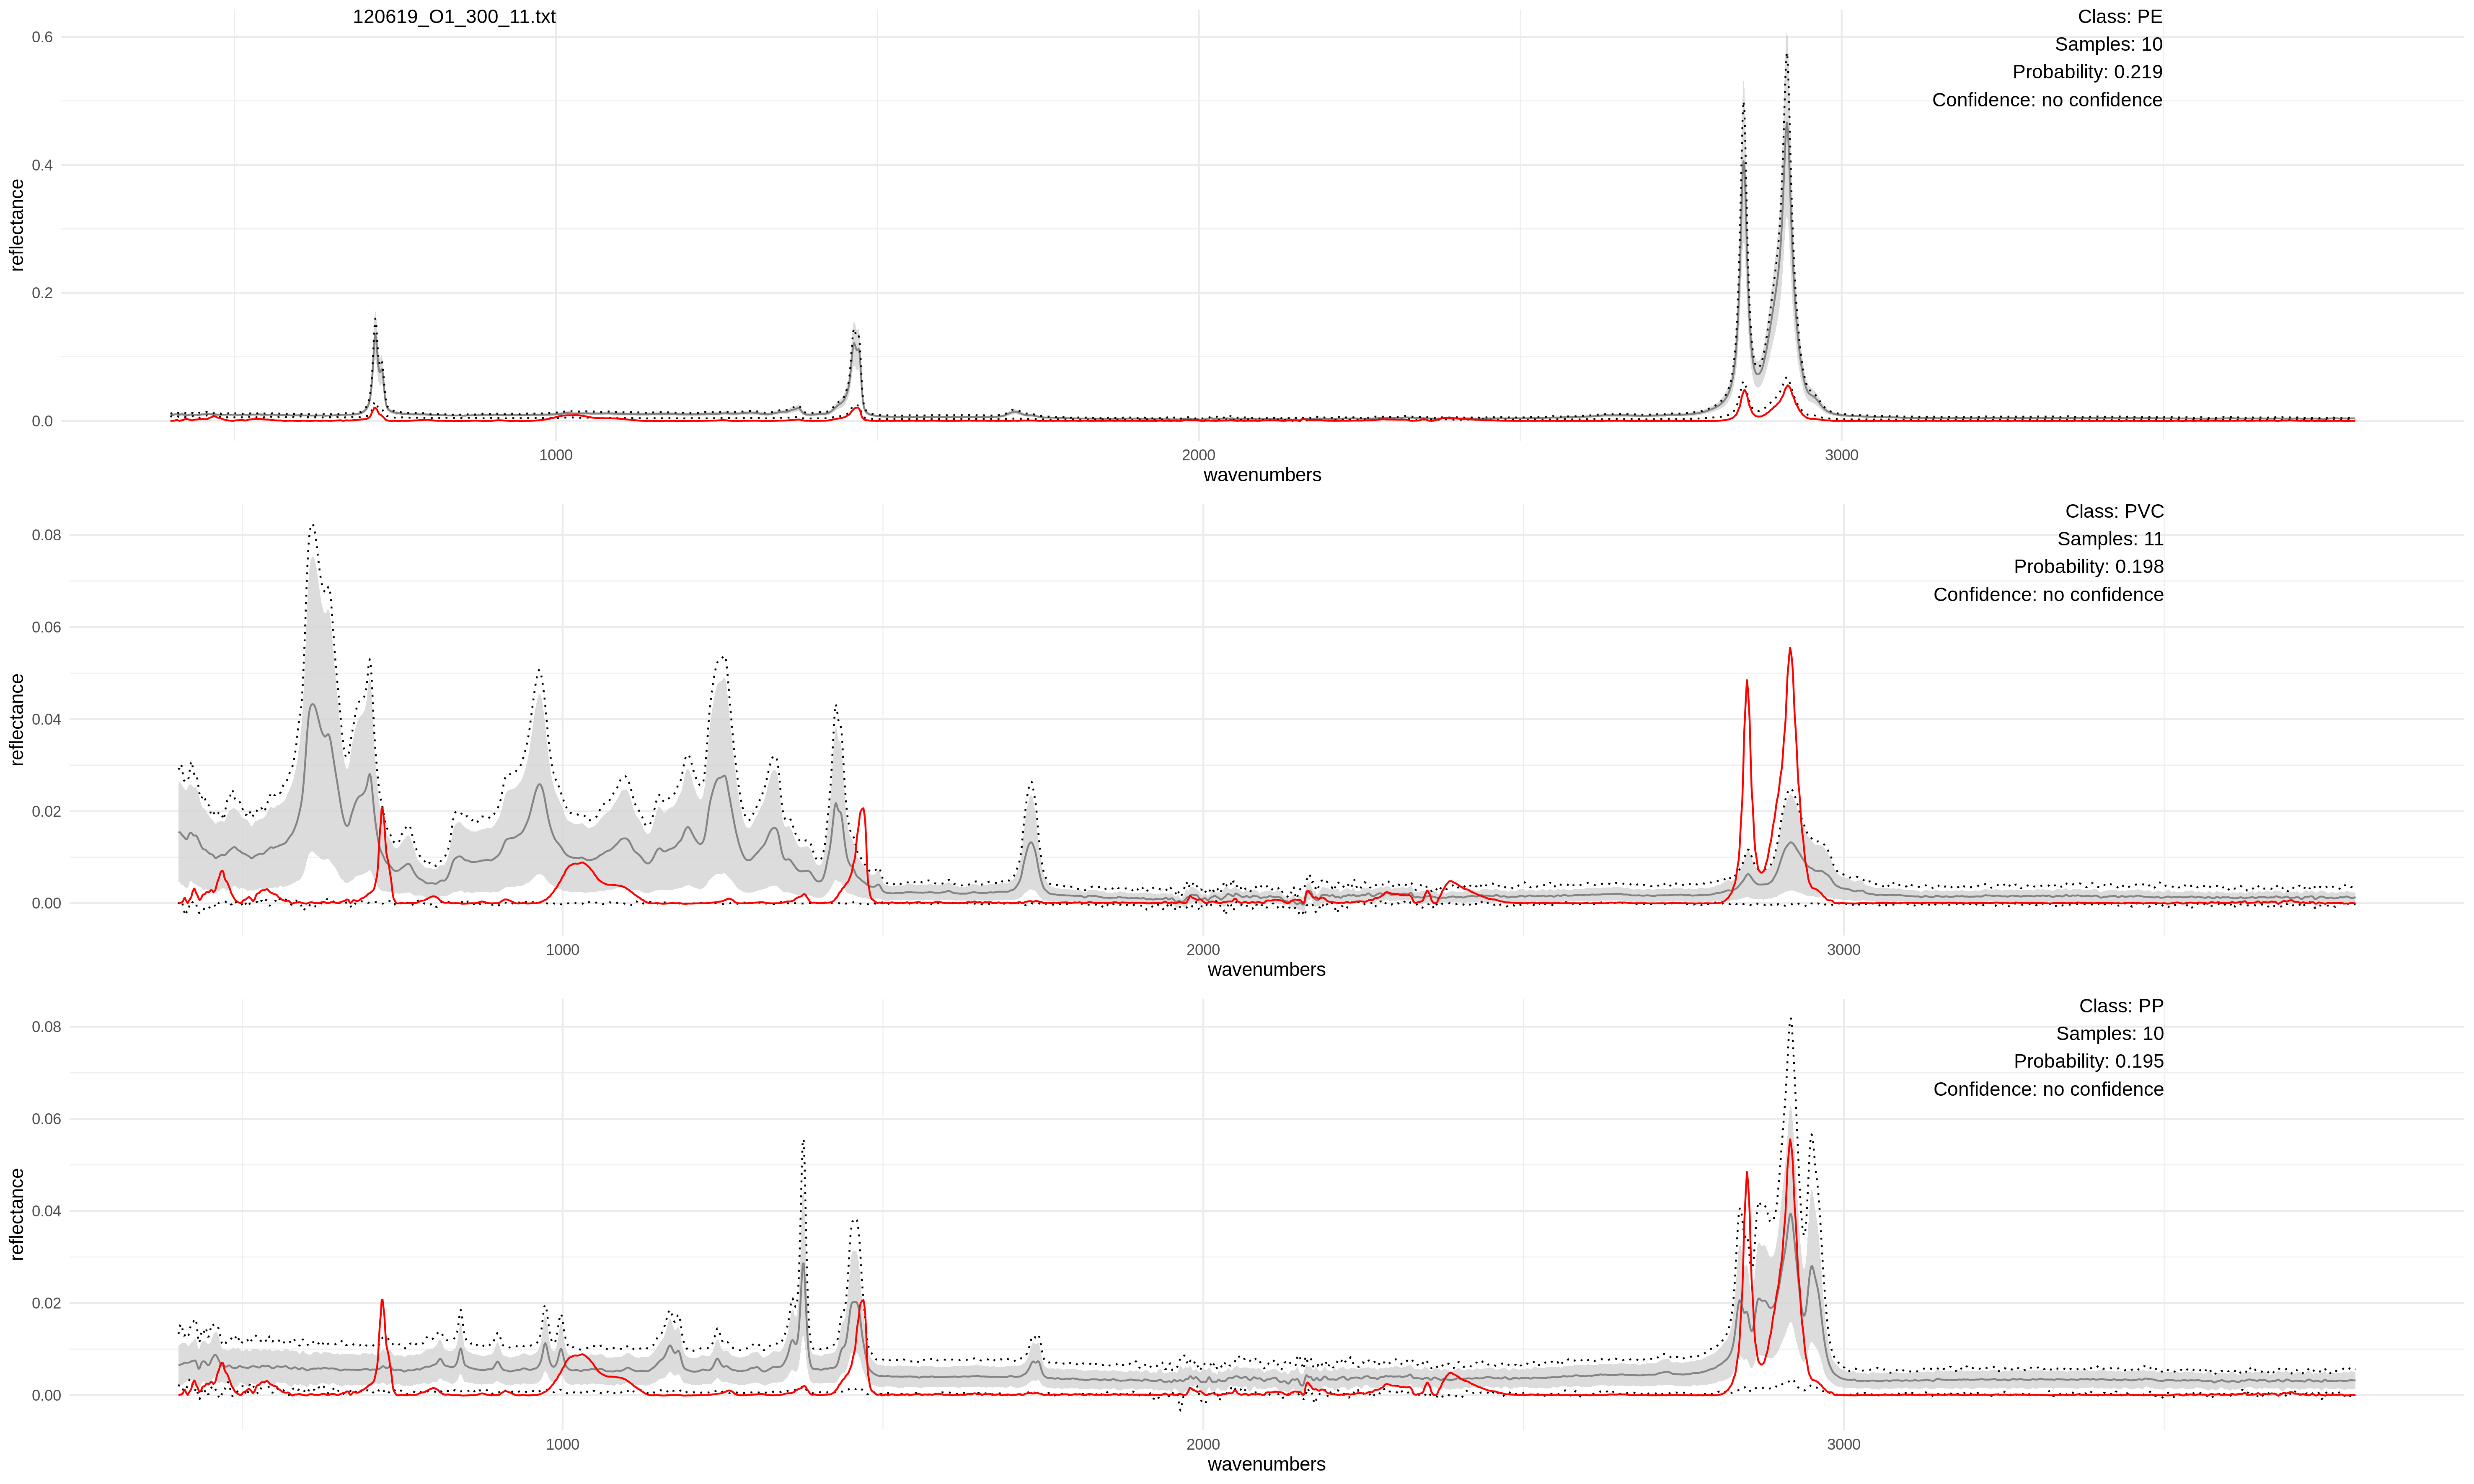 120619_O1_300_11.txt
Class: PE
Samples: 10
Probability: 0.219
Confidence: no confidence
reflectance
0.6
0.4
0.2
0.0
1000
2000
3000
wavenumbers
Class: PVC
Samples: 11
Probability: 0.198
Confidence: no confidence
reflectance
0.08
0.06
0.04
0.02
0.00
1000
2000
3000
wavenumbers
Class: PP
Samples: 10
Probability: 0.195
Confidence: no confidence
reflectance
0.08
0.06
0.04
0.02
0.00
1000
2000
3000
wavenumbers